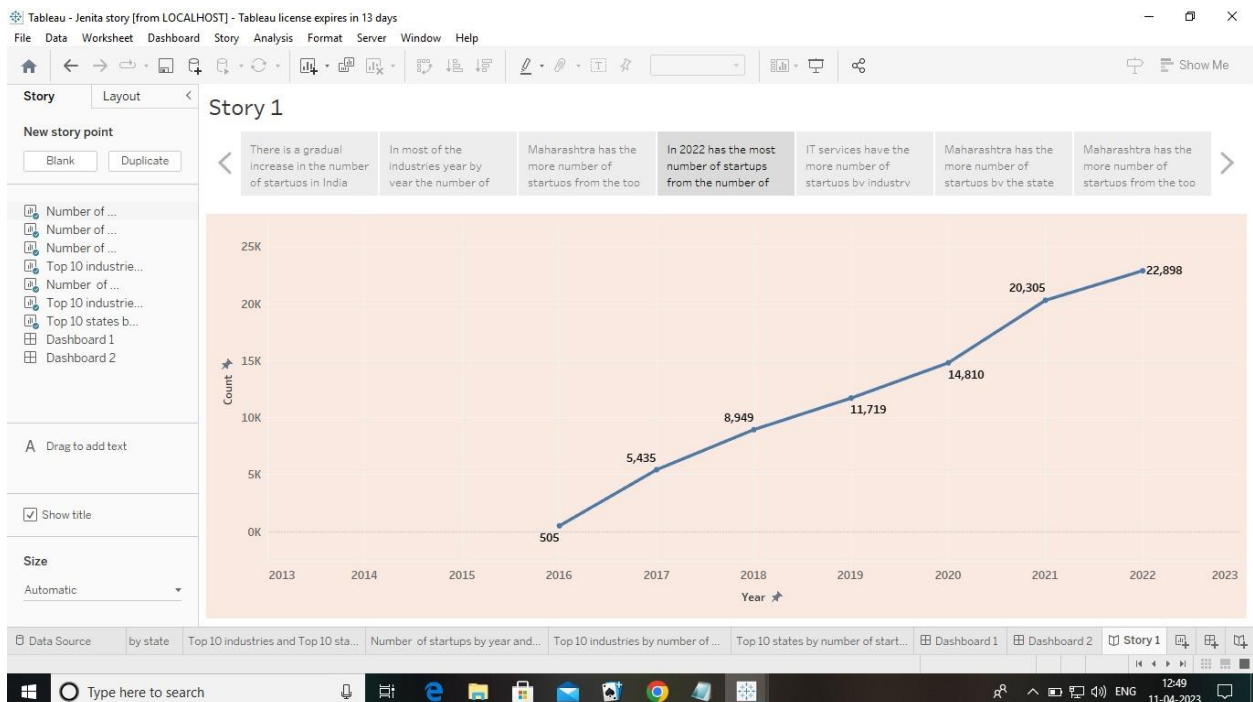 Tableau - Jenita story [from LOCALHOST] - Tableau license expires in 13 days
File Data Worksheet Dashboard Story Analysis Format Server Window Help
Show Me
Story Layout
New story point
Blank Duplicate
Number of ...
Number of ...
Number of ...
Top 10 industrie...
Number of ...
Top 10 industrie...
Top 10 states b...
Dashboard 1
Dashboard 2
A Drag to add text
Show title
Size
Automatic
Story 1
There is a gradual
increase in the number
of startups in India
In most of the
industries year by
year the number of
Maharashtra has the
more number of
startups from the top
In 2022 has the most
number of startups
from the number of
IT services have the
more number of
startups by industry
Maharashtra has the
more number of
startups by the state
Maharashtra has the
more number of
startups from the top
25K
20K
15K
10K
5K
0K
Count
505
5,435
8,949
11,719
14,810
20,305
22,898
2013 2014 2015 2016 2017 2018 2019 2020 2021 2022 2023
Year
Data Source by state Top 10 industries and Top 10 sta... Number of startups by year and... Top 10 industries by number of ... Top 10 states by number of start... Dashboard 1 Dashboard 2 Story 1
Type here to search
ENG
12:49
11-04-2023